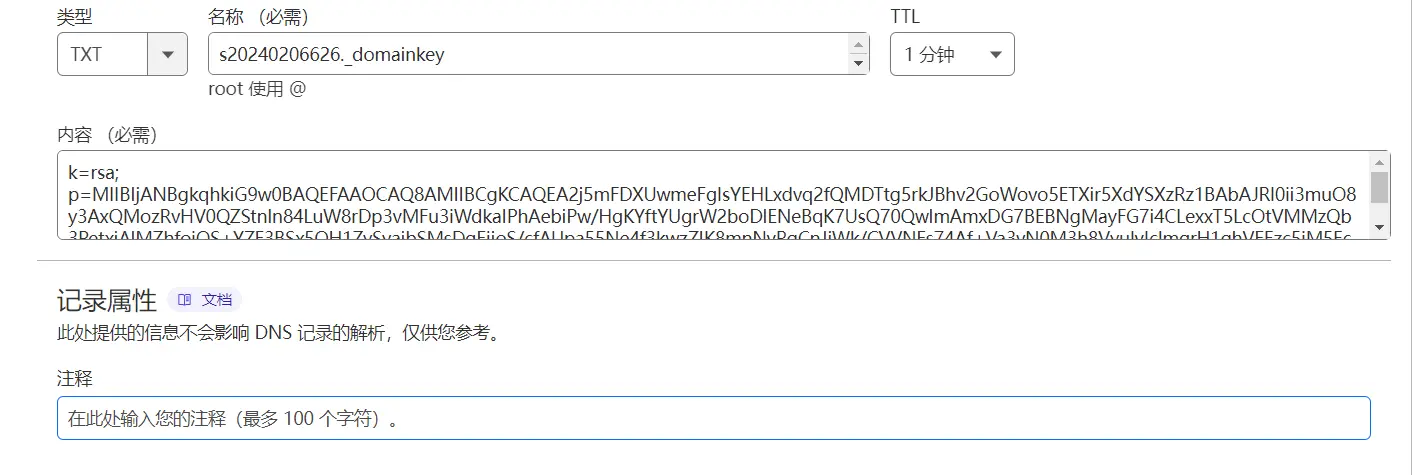 类型
名称 （必需）
TTL
TXT
s20240206626._domainkey
1 分钟
root 使用 @
内容 （必需）
k=rsa;
p=MIIBIjANBgkqhkiG9w0BAQEFAAOCAQ8AMIIBCgKCAQEA2j5mFDXUwmeFgIsYEHLxdvq2fQMDTtg5rkJBhv2GoWovo5ETXir5XdYSXzRz1BAbAJRI0ii3muO8
y3AxQMozRvHV0QZStnIn84LuW8rDp3vMFu3iWdkaIPhAebiPw/HgKYftYUgrW2boDlENeBqK7UsQ70QwlmAmxDG7BEBNgMayFG7i4CLexxT5LcOtVMMzQb
记录属性
文档
此处提供的信息不会影响 DNS 记录的解析，仅供您参考。
注释
在此处输入您的注释（最多 100 个字符）。